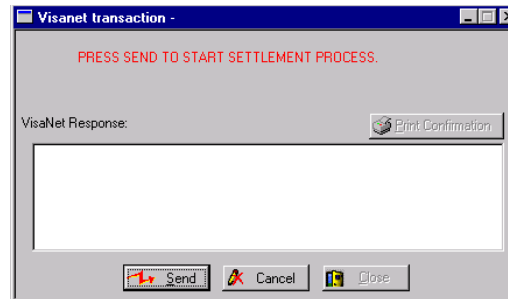 Visanet transaction -
PRESS SEND TO START SETTLEMENT PROCESS.
VisaNet Response:
Print Confirmation
Send
Cancel
Close